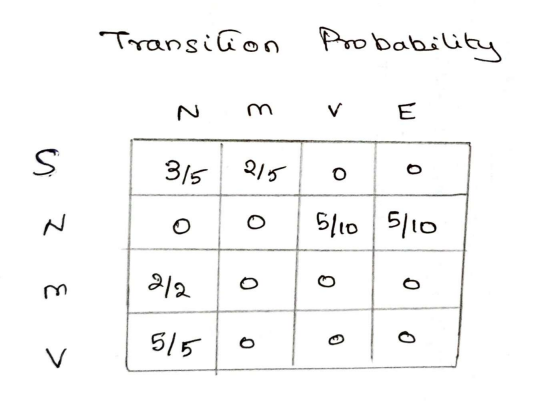 Transition Probability
N M V E
S 3/5 2/5 0 0
N 0 0 5/10 5/10
M 2/2 0 0 0
V 5/5 0 0 0